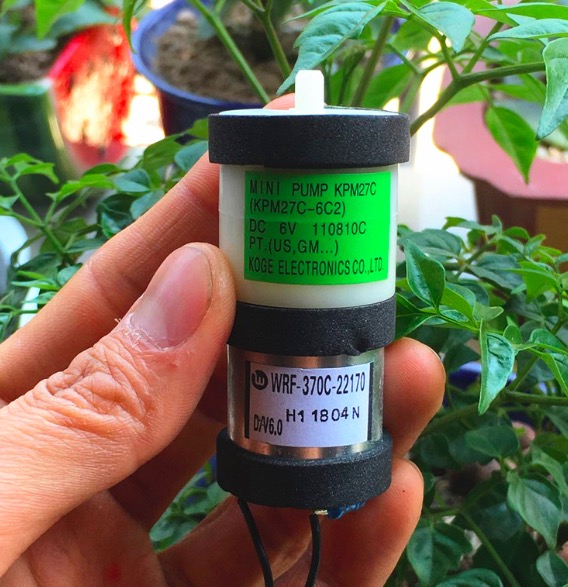 MINI PUMP KPM27C
(KPM27C-6C2)
DC 6V 110810C
PT,(US,GM...)
KOGE ELECTRONICS CO.,LTD.
WRF-370C-22170
H1 1804N
D/V6.0